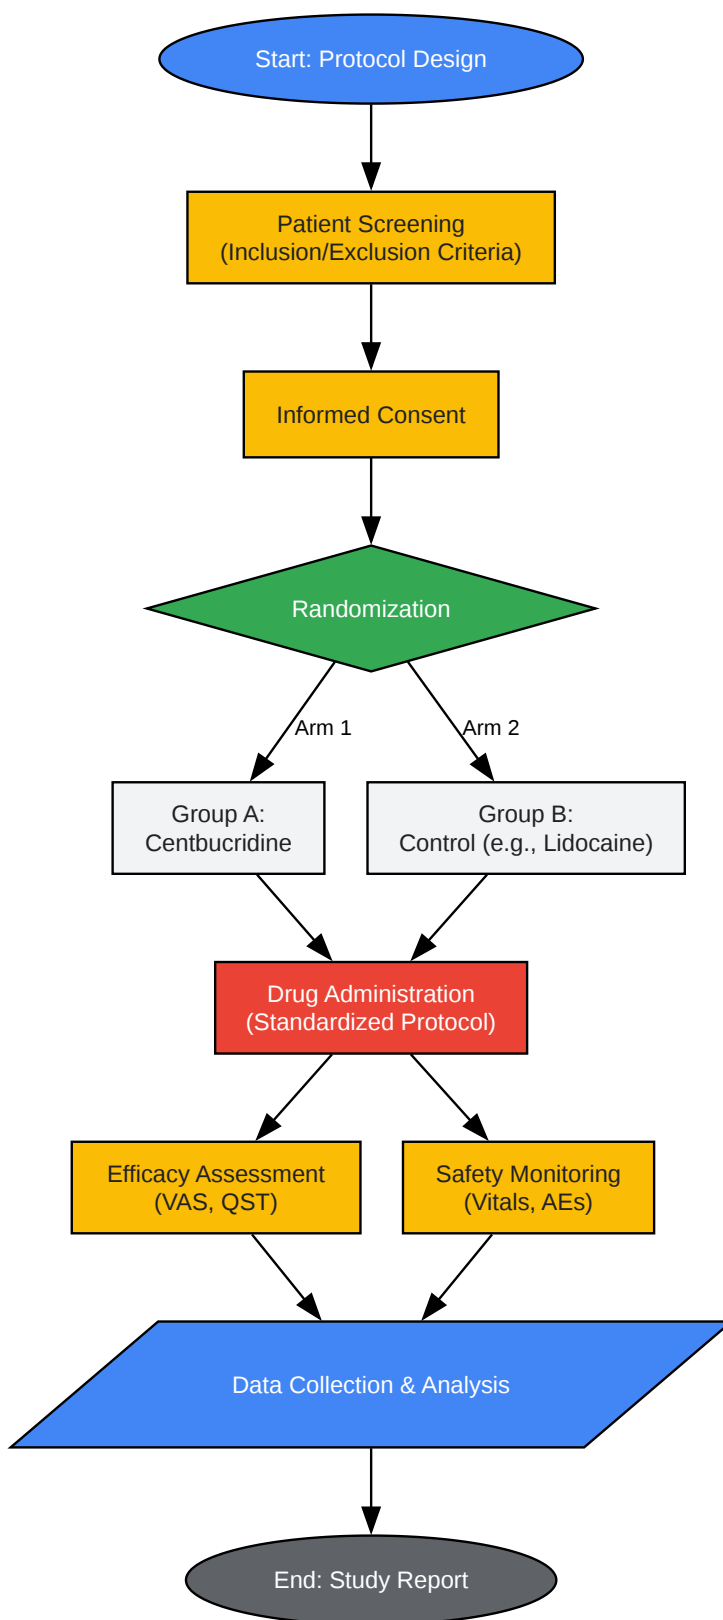 Start: Protocol Design
Patient Screening
(Inclusion/Exclusion Criteria)
Informed Consent
Randomization
Arm 1
Arm 2
Group A:
Centbucridine
Group B:
Control (e.g., Lidocaine)
Drug Administration
(Standardized Protocol)
Efficacy Assessment
(VAS, QST)
Safety Monitoring
(Vitals, AEs)
Data Collection & Analysis
End: Study Report